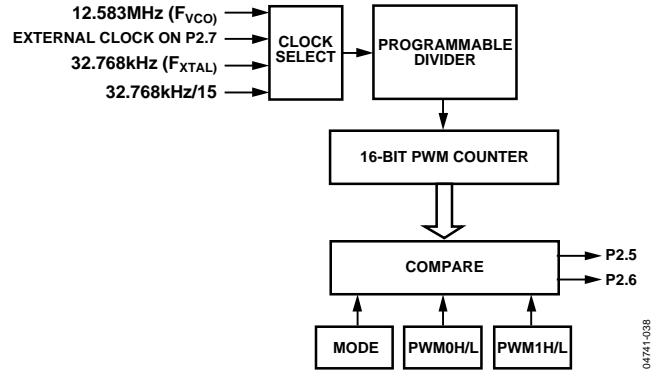 12.583MHz (FVCO)
EXTERNAL CLOCK ON P2.7
32.768kHz (FXTAL)
32.768kHz/15
CLOCK
SELECT
PROGRAMMABLE
DIVIDER
16-BIT PWM COUNTER
COMPARE
P2.5
P2.6
MODE
PWM0H/L
PWM1H/L
04741-038